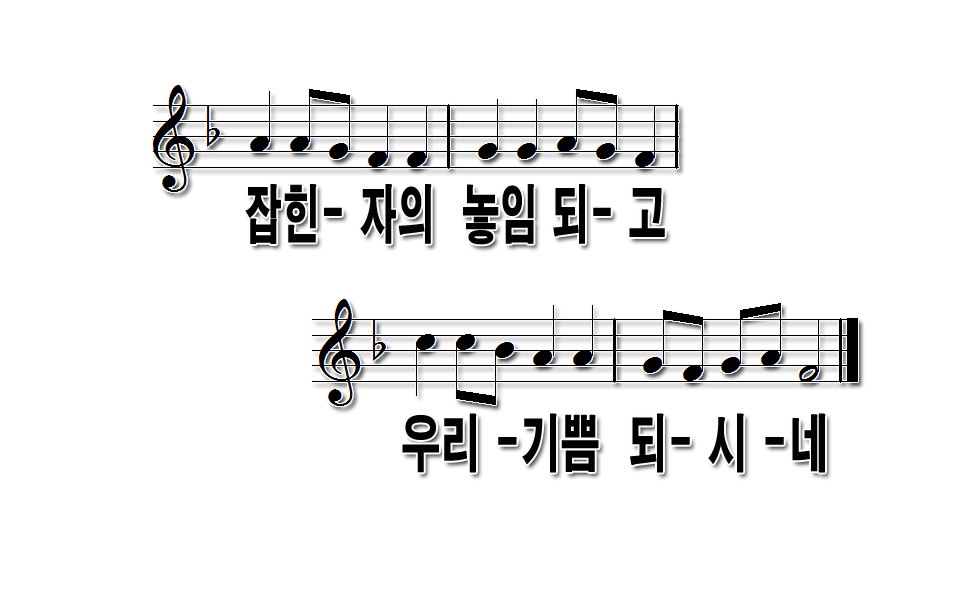 잡힌- 자의 놓임 되- 고
우리 -기쁨 되- 시 -네